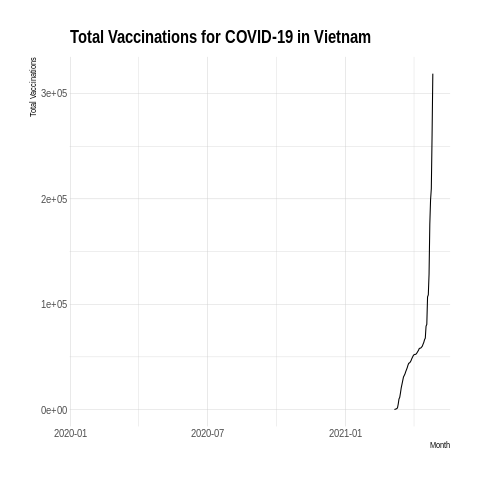 Total Vaccinations for COVID-19 in Vietnam
Total Vaccinations
3e+05
2e+05
1e+05
0e+00
2020-01 2020-07 2021-01
Month